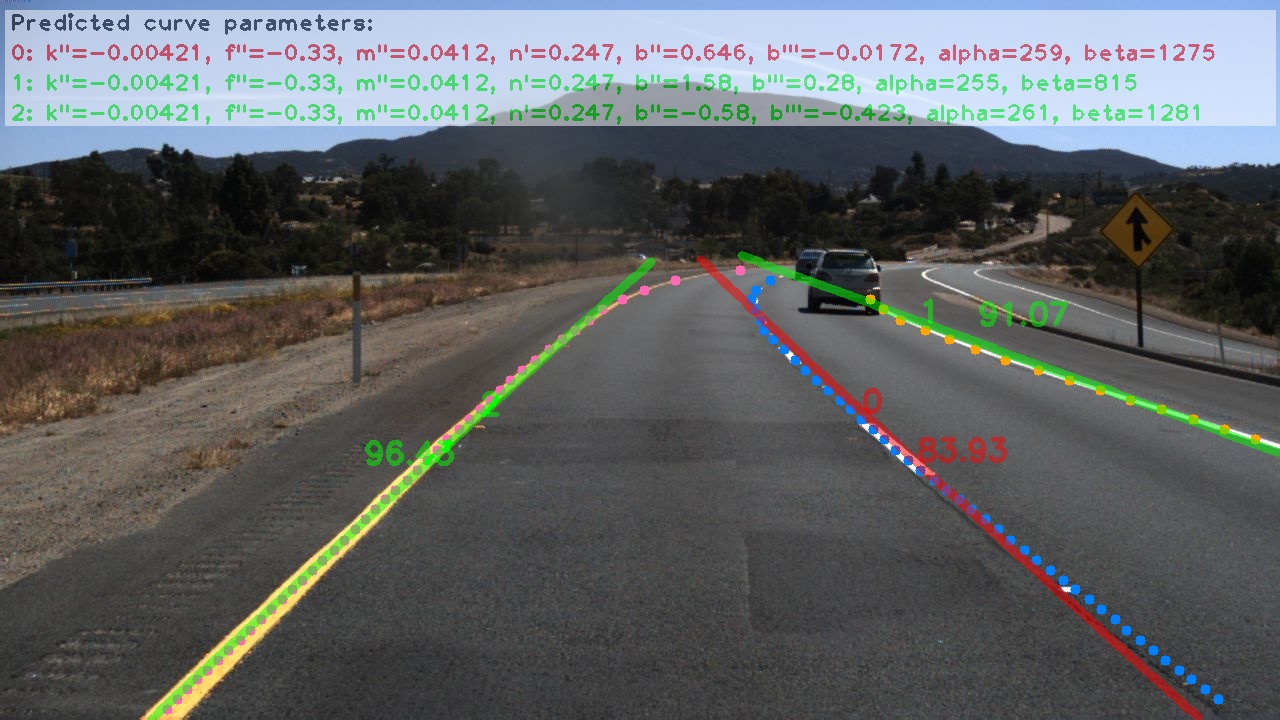 Predicted curve parameters:
0: k"=-0.00421, f"=-0.33, m"=0.0412, n'=0.247, b"=0.646, b'"=-0.0172, alpha=259, beta=1275
1: k"=-0.00421, f"=-0.33, m"=0.0412, n'=0.247, b"=1.58, b'"=0.28, alpha=255, beta=815
2: k"=-0.00421, f"=-0.33, m"=0.0412, n'=0.247, b"=-0.58, b'"=-0.423, alpha=261, beta=1281
1 91.07
0
2
96.43
83.93